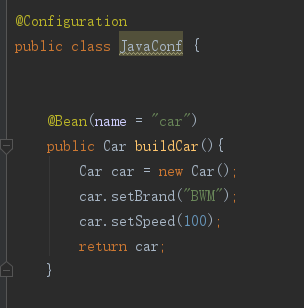 @Configuration
public class JavaConf {
@Bean(name = "car")
public Car buildCar(){
Car car = new Car();
car.setBrand("BWM");
car.setSpeed(100);
return car;
}